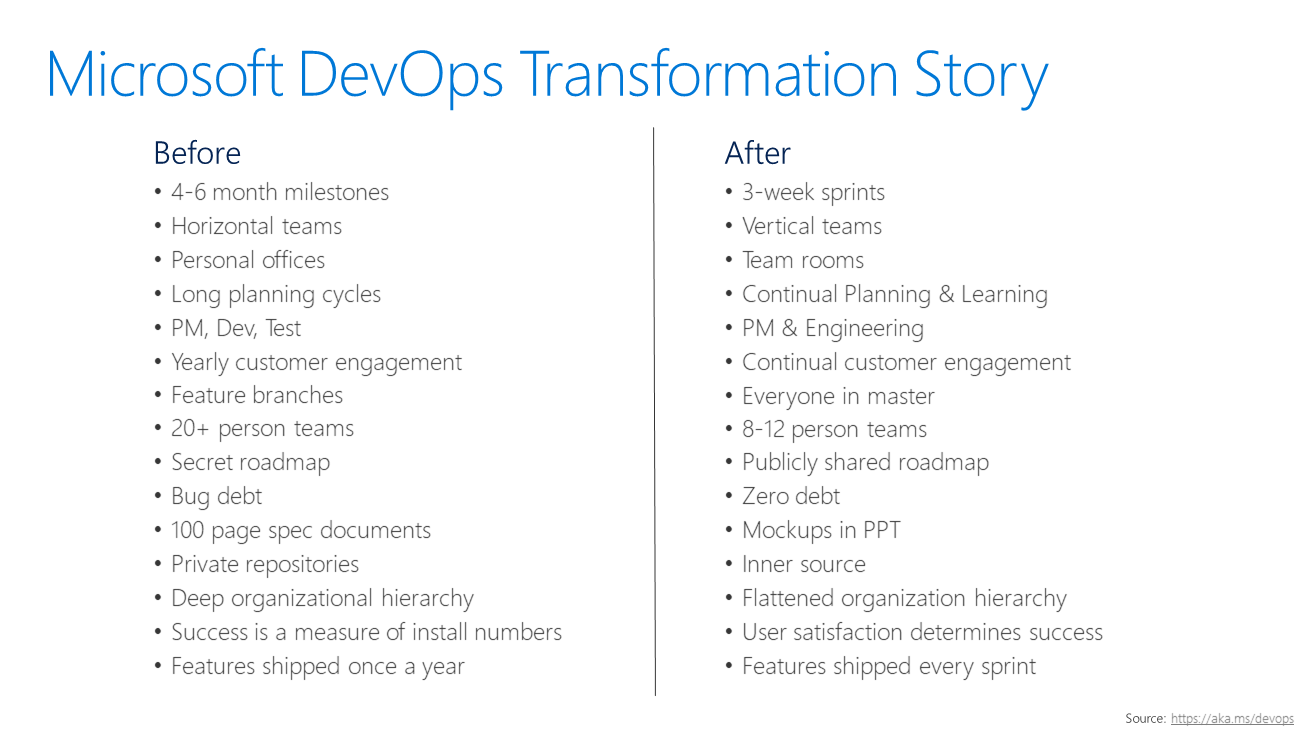 Microsoft DevOps Transformation Story
Before
• 4-6 month milestones
• Horizontal teams
• Personal offices
• Long planning cycles
• PM, Dev, Test
• Yearly customer engagement
• Feature branches
• 20+ person teams
• Secret roadmap
• Bug debt
• 100 page spec documents
• Private repositories
• Deep organizational hierarchy
• Success is a measure of install numbers
• Features shipped once a year
After
• 3-week sprints
• Vertical teams
• Team rooms
• Continual Planning & Learning
• PM & Engineering
• Continual customer engagement
• Everyone in master
• 8-12 person teams
• Publicly shared roadmap
• Zero debt
• Mockups in PPT
• Inner source
• Flattened organization hierarchy
• User satisfaction determines success
• Features shipped every sprint
Source: https://aka.ms/devops